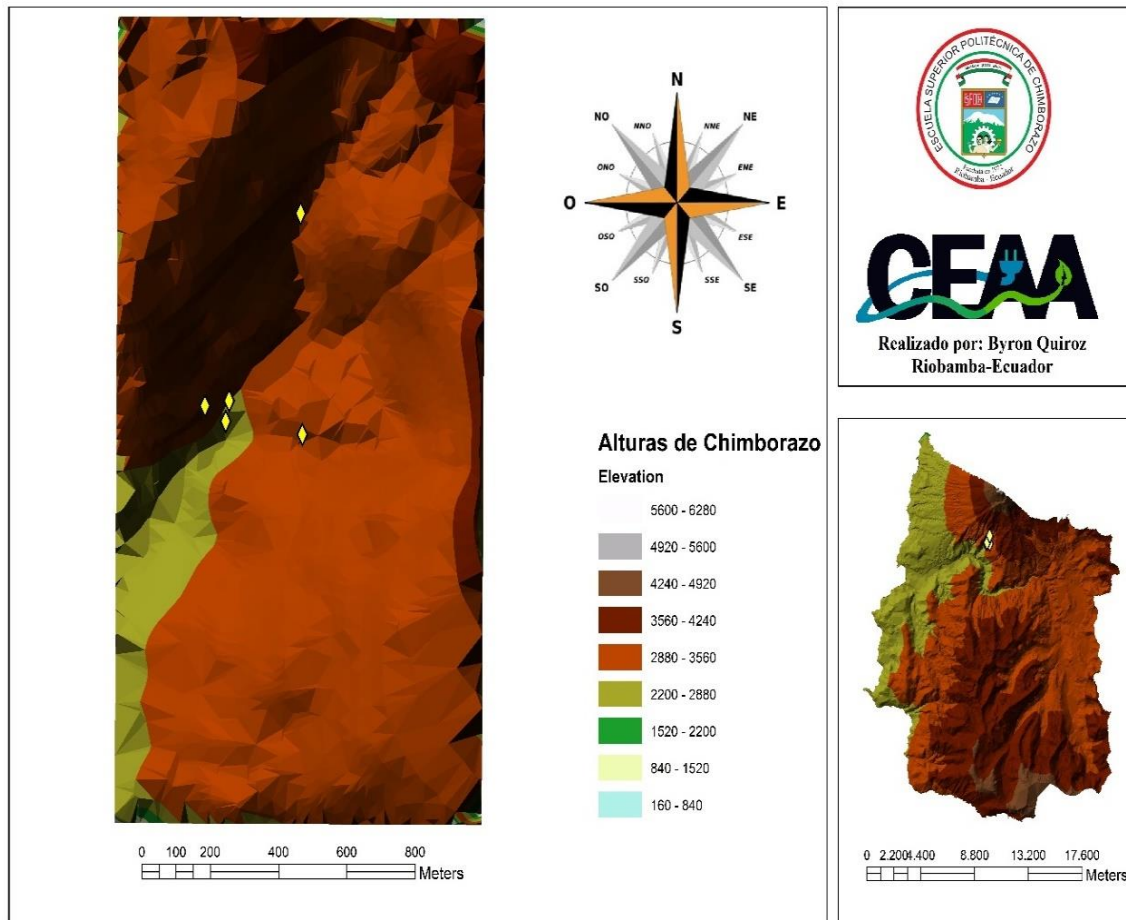 N
NNO
NNE
NO
NE
ONO
ENE
O
E
OSO
ESE
SO
SSO
SSE
SE
S
Alturas de Chimborazo
Elevation
5600 - 6280
4920 - 5600
4240 - 4920
3560 - 4240
2880 - 3560
2200 - 2880
1520 - 2200
840 - 1520
160 - 840
0 100 200 400 600 800
Meters
ESCUELA SUPERIOR POLITÉCNICA DE CHIMBORAZO
Riobamba - Ecuador
CEAA
Realizado por: Byron Quiroz
Riobamba-Ecuador
0 2.200 4.400 8.800 13.200 17.600
Meters